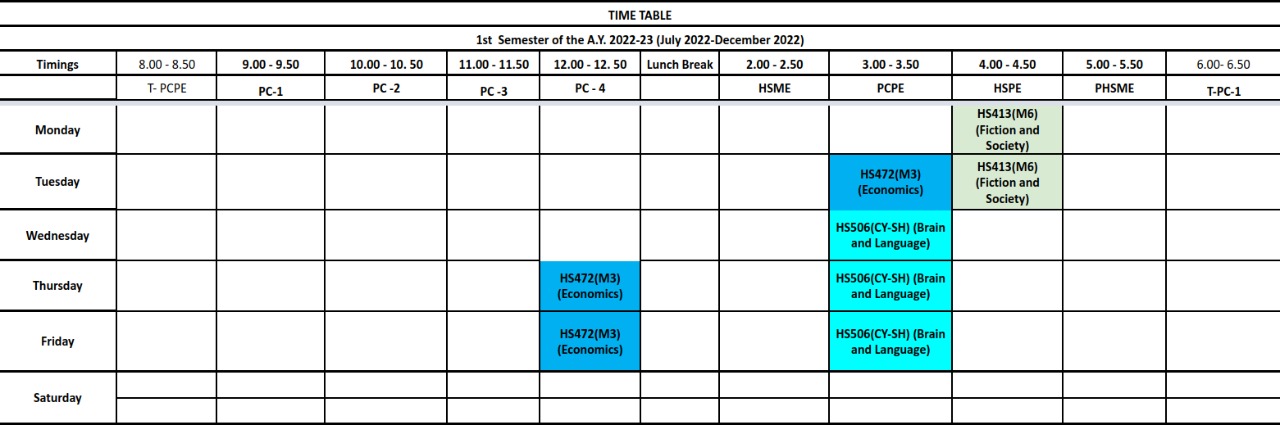 TIME TABLE
1st Semester of the A.Y. 2022-23 (July 2022-December 2022)
Timings 8.00 - 8.50 9.00 - 9.50 10.00 - 10. 50 11.00 - 11.50 12.00 - 12. 50 Lunch Break 2.00 - 2.50 3.00 - 3.50 4.00 - 4.50 5.00 - 5.50 6.00- 6.50
T- PCPE PC-1 PC -2 PC -3 PC - 4 HSME PCPE HSPE PHSME T-PC-1
Monday
HS413(M6)
(Fiction and
Society)
Tuesday
HS472(M3)
(Economics)
HS413(M6)
(Fiction and
Society)
Wednesday
HS506(CY-SH) (Brain
and Language)
Thursday
HS472(M3)
(Economics)
HS506(CY-SH) (Brain
and Language)
Friday
HS472(M3)
(Economics)
HS506(CY-SH) (Brain
and Language)
Saturday